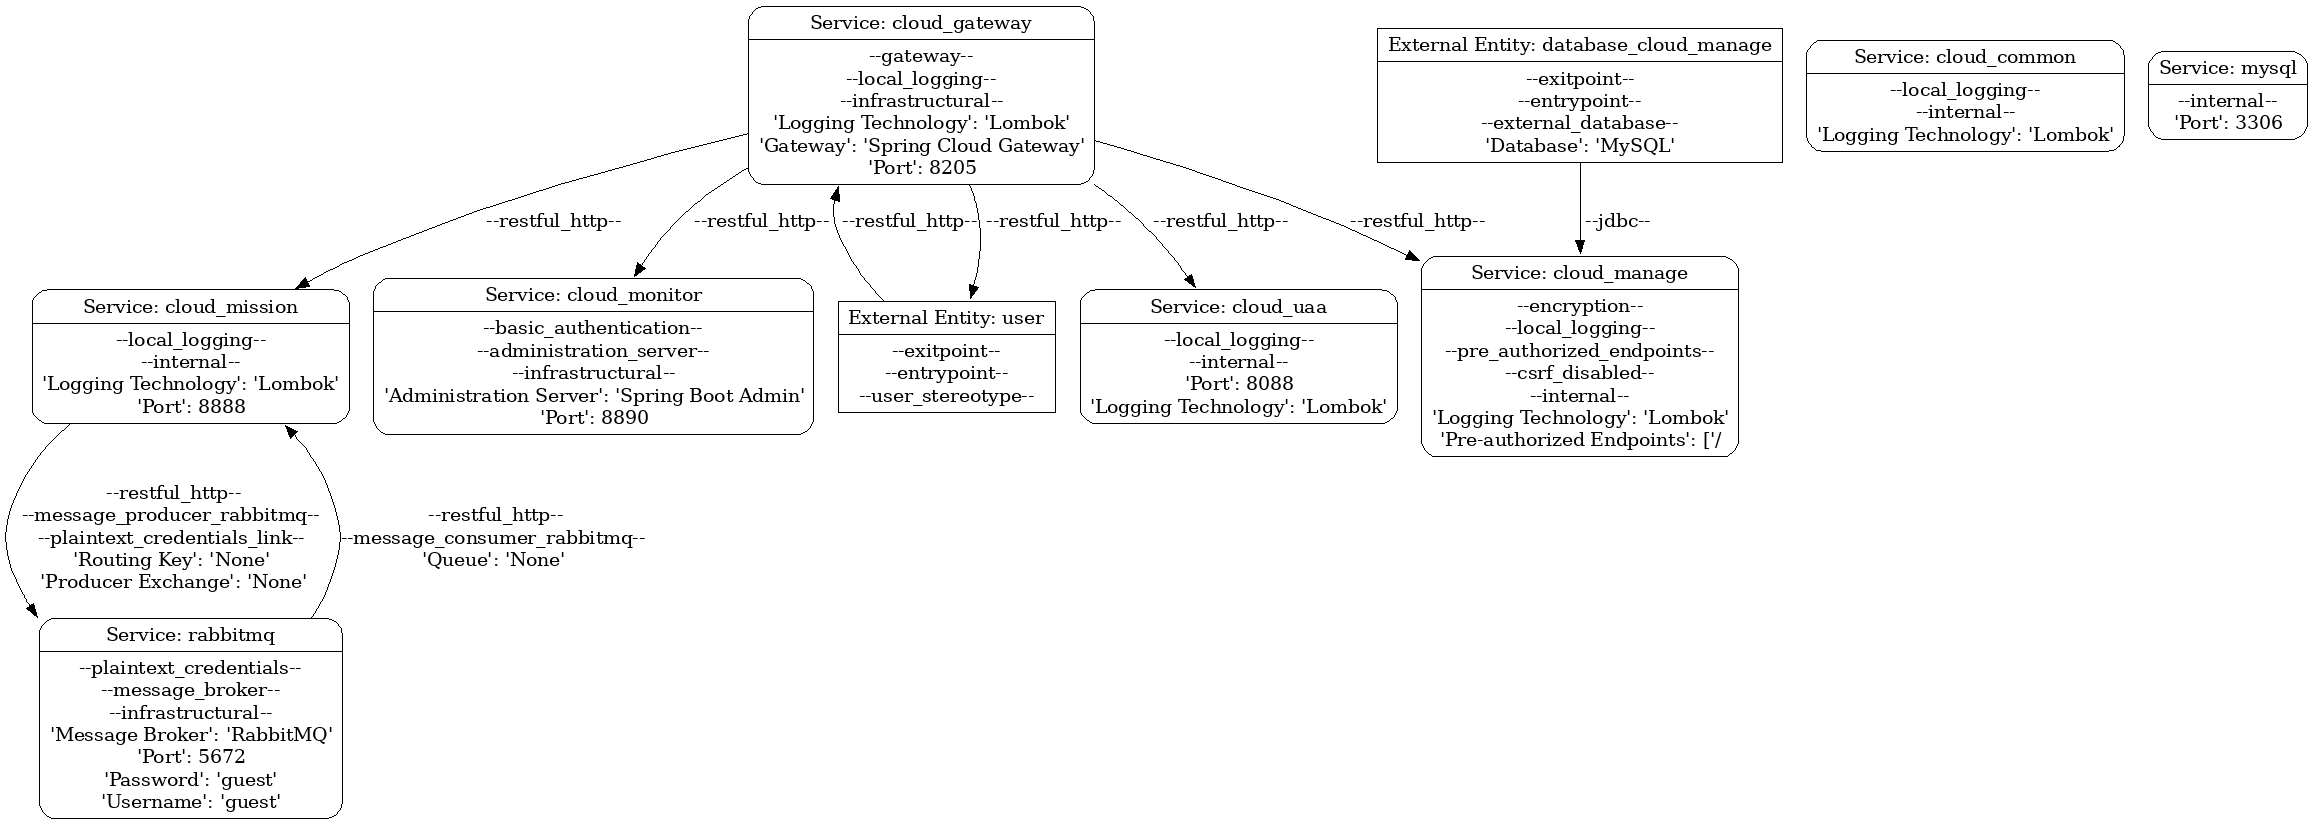 Service: cloud_gateway
--gateway--
--local_logging--
--infrastructural--
'Logging Technology': 'Lombok'
'Gateway': 'Spring Cloud Gateway'
'Port': 8205
External Entity: database_cloud_manage
--exitpoint--
--entrypoint--
--external_database--
'Database': 'MySQL'
Service: cloud_common
--local_logging--
--internal--
'Logging Technology': 'Lombok'
Service: mysql
--internal--
'Port': 3306
--restful_http--
--restful_http--
--restful_http--
--restful_http--
--restful_http--
--restful_http--
--jdbc--
Service: cloud_mission
--local_logging--
--internal--
'Logging Technology': 'Lombok'
'Port': 8888
Service: cloud_monitor
--basic_authentication--
--administration_server--
--infrastructural--
'Administration Server': 'Spring Boot Admin'
'Port': 8890
External Entity: user
--exitpoint--
--entrypoint--
--user_stereotype--
Service: cloud_uaa
--local_logging--
--internal--
'Port': 8088
'Logging Technology': 'Lombok'
Service: cloud_manage
--encryption--
--local_logging--
--pre_authorized_endpoints--
--csrf_disabled--
--internal--
'Logging Technology': 'Lombok'
'Pre-authorized Endpoints': ['/
--restful_http--
--message_producer_rabbitmq--
--plaintext_credentials_link--
'Routing Key': 'None'
'Producer Exchange': 'None'
--restful_http--
--message_consumer_rabbitmq--
'Queue': 'None'
Service: rabbitmq
--plaintext_credentials--
--message_broker--
--infrastructural--
'Message Broker': 'RabbitMQ'
'Port': 5672
'Password': 'guest'
'Username': 'guest'